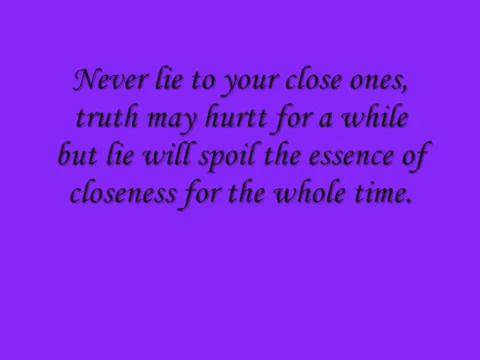 Never lie to your close ones,
truth may hurtt for a while
but lie will spoil the essence of
closeness for the whole time.